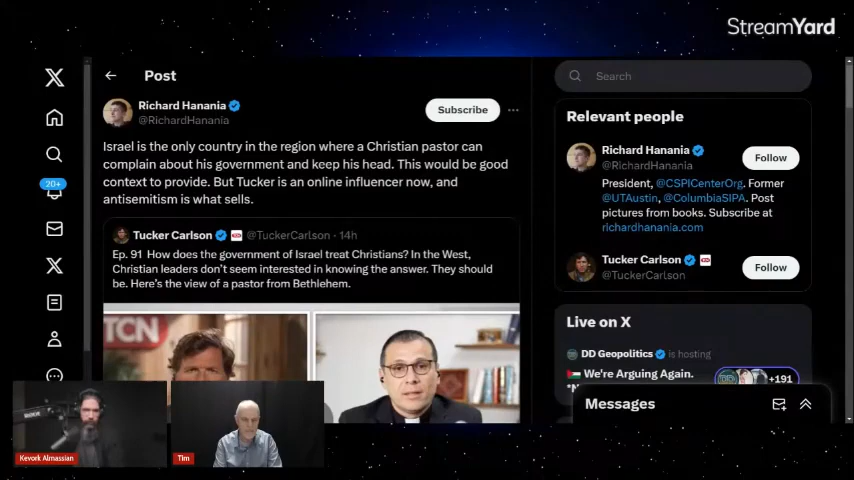 StreamYard
Post
Search
Richard Hanania
@RichardHanania
Subscribe
Israel is the only country in the region where a Christian pastor can
complain about his government and keep his head. This would be good
context to provide. But Tucker is an online influencer now, and
antisemitism is what sells.
Tucker Carlson @TuckerCarlson · 14h
Ep. 91 How does the government of Israel treat Christians? In the West,
Christian leaders don't seem interested in knowing the answer. They should
be. Here's the view of a pastor from Bethlehem.
TCN
20+
Relevant people
Richard Hanania
@RichardHanania
Follow
President, @CSPICenterOrg. Former
@UTAustin, @ColumbiaSIPA. Post
pictures from books. Subscribe at
richardhanania.com
Tucker Carlson
@TuckerCarlson
Follow
Live on X
DD Geopolitics is hosting
We're Arguing Again.
+191
Messages
Kevork Almassian
Tim